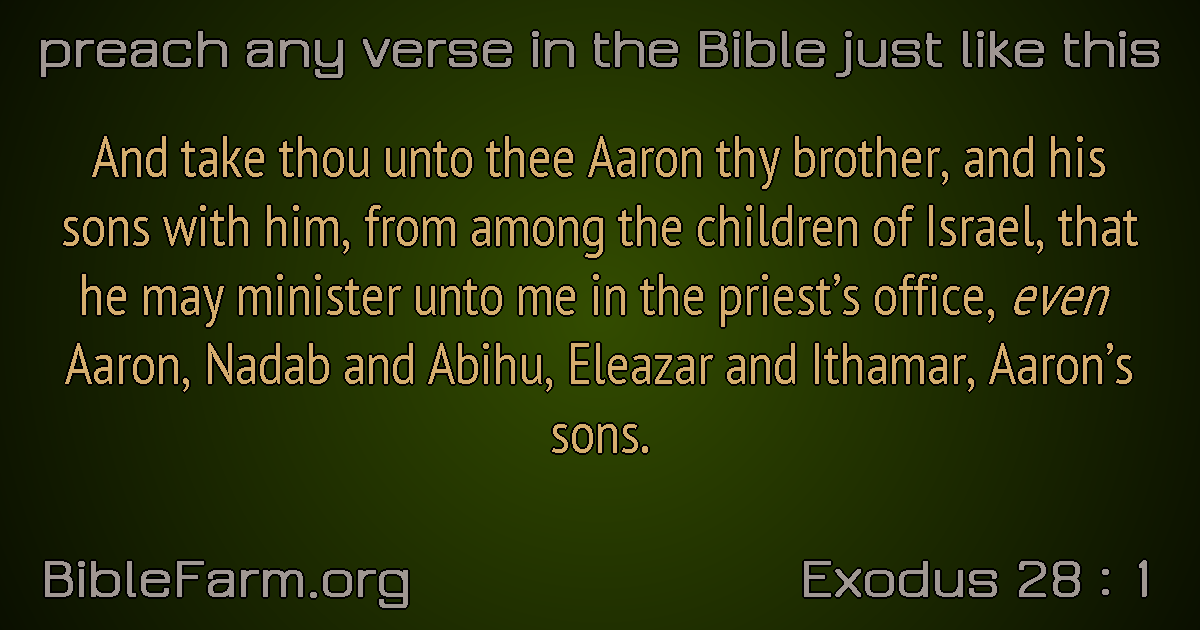 preach any verse in the Bible just like this
And take thou unto thee Aaron thy brother, and his
sons with him, from among the children of Israel, that
he may minister unto me in the priest’s office, even
Aaron, Nadab and Abihu, Eleazar and Ithamar, Aaron’s
sons.
BibleFarm.org
Exodus 28 : 1